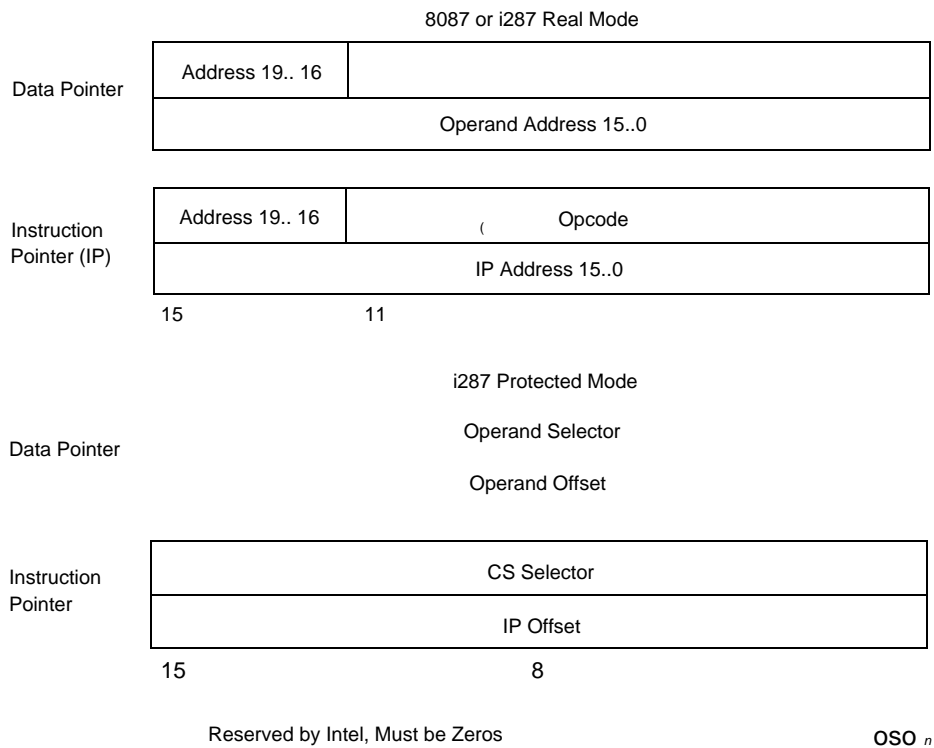 8087 or i287 Real Mode
Data Pointer
Address 19.. 16
Operand Address 15..0
Instruction
Pointer (IP)
Address 19.. 16
( Opcode
IP Address 15..0
15 11
i287 Protected Mode
Data Pointer
Operand Selector
Operand Offset
Instruction
Pointer
CS Selector
IP Offset
15 8
Reserved by Intel, Must be Zeros
OSO n